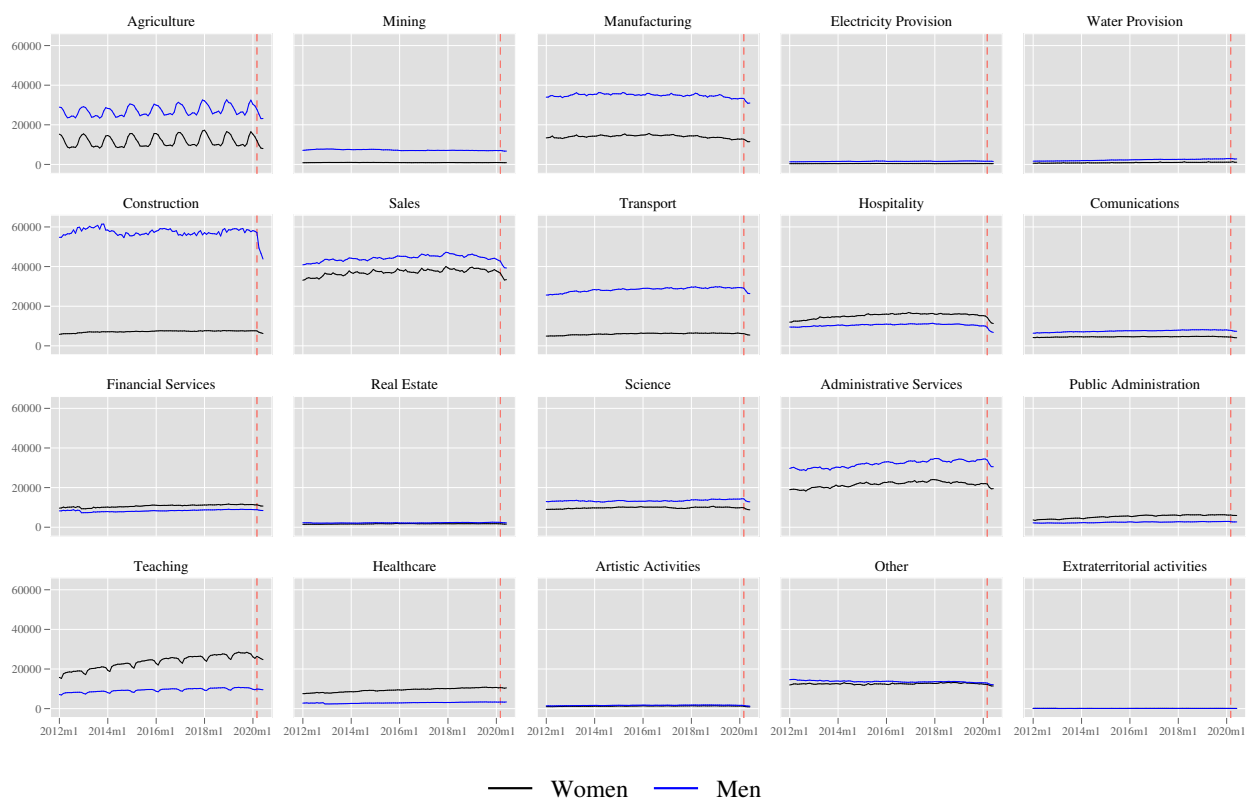 Agriculture Mining Manufacturing Electricity Provision Water Provision
60000
40000
20000
0
Construction Sales Transport Hospitality Comunications
60000
40000
20000
0
Financial Services Real Estate Science Administrative Services Public Administration
60000
40000
20000
0
Teaching Healthcare Artistic Activities Other Extraterritorial activities
60000
40000
20000
0
2012m1 2014m1 2016m1 2018m1 2020m1 2012m1 2014m1 2016m1 2018m1 2020m1 2012m1 2014m1 2016m1 2018m1 2020m1 2012m1 2014m1 2016m1 2018m1 2020m1 2012m1 2014m1 2016m1 2018m1 2020m1
Women Men